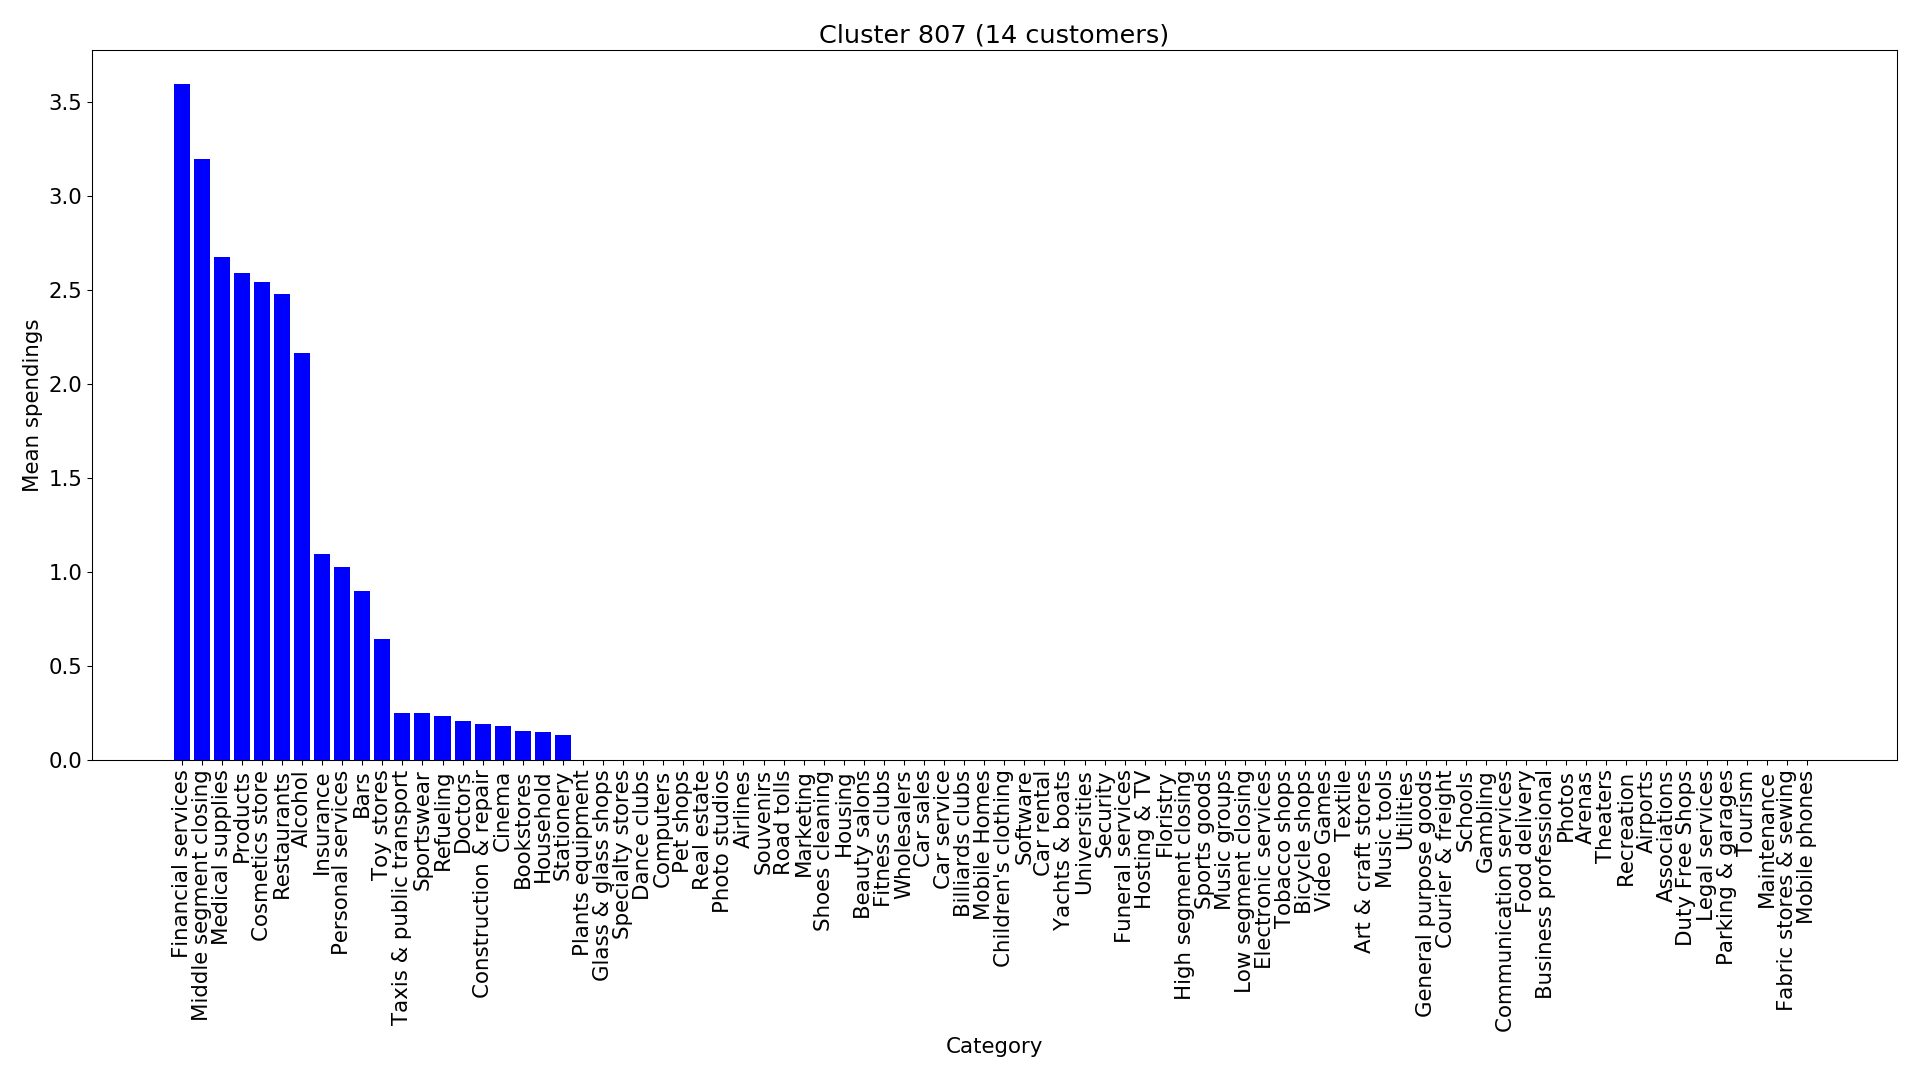 Cluster 807 (14 customers)
Mean spendings
3.5
3.0
2.5
2.0
1.5
1.0
0.5
0.0
Financial services
Middle segment closing
Medical supplies
Products
Cosmetics store
Restaurants
Alcohol
Insurance
Personal services
Bars
Toy stores
Taxis & public transport
Sportswear
Refueling
Doctors
Construction & repair
Cinema
Bookstores
Household
Stationery
Plants equipment
Glass & glass shops
Specialty stores
Dance clubs
Computers
Pet shops
Real estate
Photo studios
Airlines
Souvenirs
Road tolls
Marketing
Shoes cleaning
Housing
Beauty salons
Fitness clubs
Wholesalers
Car sales
Car service
Billiards clubs
Mobile Homes
Children's clothing
Software
Car rental
Yachts & boats
Universities
Security
Funeral services
Hosting & TV
Floristry
High segment closing
Sports goods
Music groups
Low segment closing
Electronic services
Tobacco shops
Bicycle shops
Video Games
Textile
Art & craft stores
Music tools
Utilities
General purpose goods
Courier & freight
Schools
Gambling
Communication services
Food delivery
Business professional
Photos
Arenas
Theaters
Recreation
Airports
Associations
Duty Free Shops
Legal services
Parking & garages
Tourism
Maintenance
Fabric stores & sewing
Mobile phones
Category